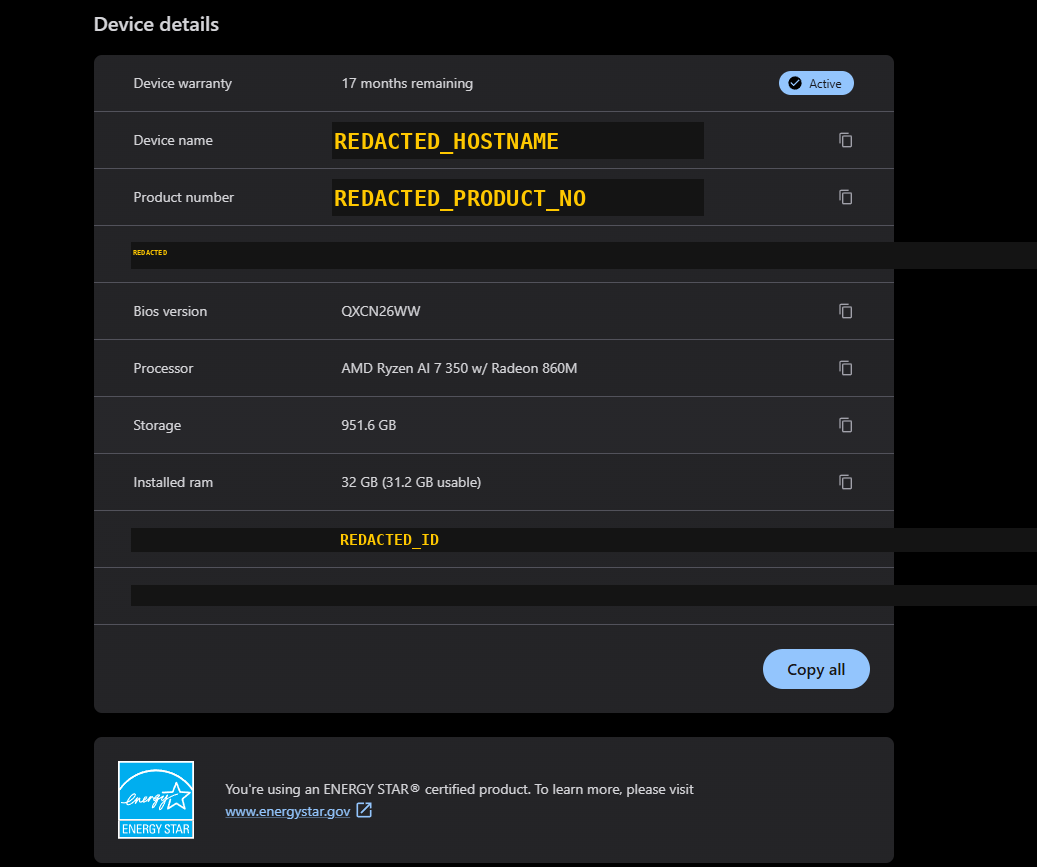 Device details
Device warranty 17 months remaining Active
Device name REDACTED_HOSTNAME
Product number REDACTED_PRODUCT_NO
REDACTED
Bios version QXCN26WW
Processor AMD Ryzen AI 7 350 w/ Radeon 860M
Storage 951.6 GB
Installed ram 32 GB (31.2 GB usable)
REDACTED_ID
Copy all
energy
ENERGY STAR
You're using an ENERGY STAR® certified product. To learn more, please visit
www.energystar.gov